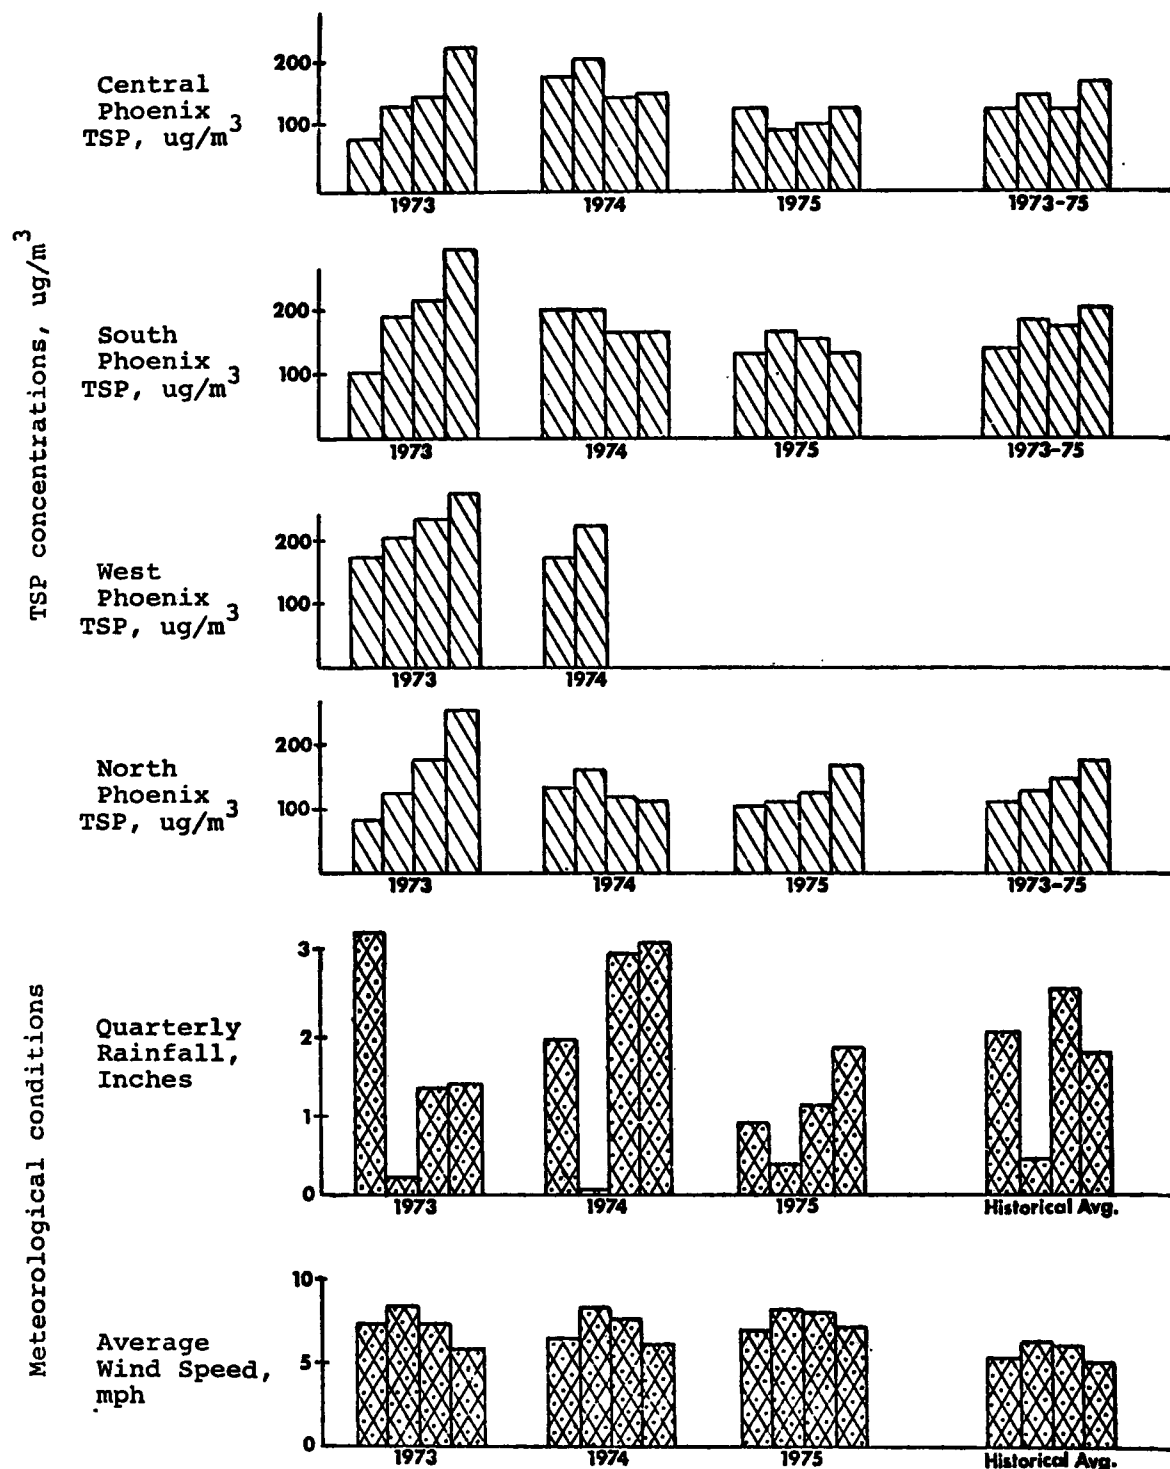 TSP concentrations, ug/m³
Central
Phoenix
TSP, ug/m³
200
100
1973
1974
1975
1973-75
South
Phoenix
TSP, ug/m³
200
100
1973
1974
1975
1973-75
West
Phoenix
TSP, ug/m³
200
100
1973
1974
North
Phoenix
TSP, ug/m³
200
100
1973
1974
1975
1973-75
Meteorological conditions
Quarterly
Rainfall,
Inches
3
2
1
0
1973
1974
1975
Historical Avg.
Average
Wind Speed,
mph
10
5
0
1973
1974
1975
Historical Avg.